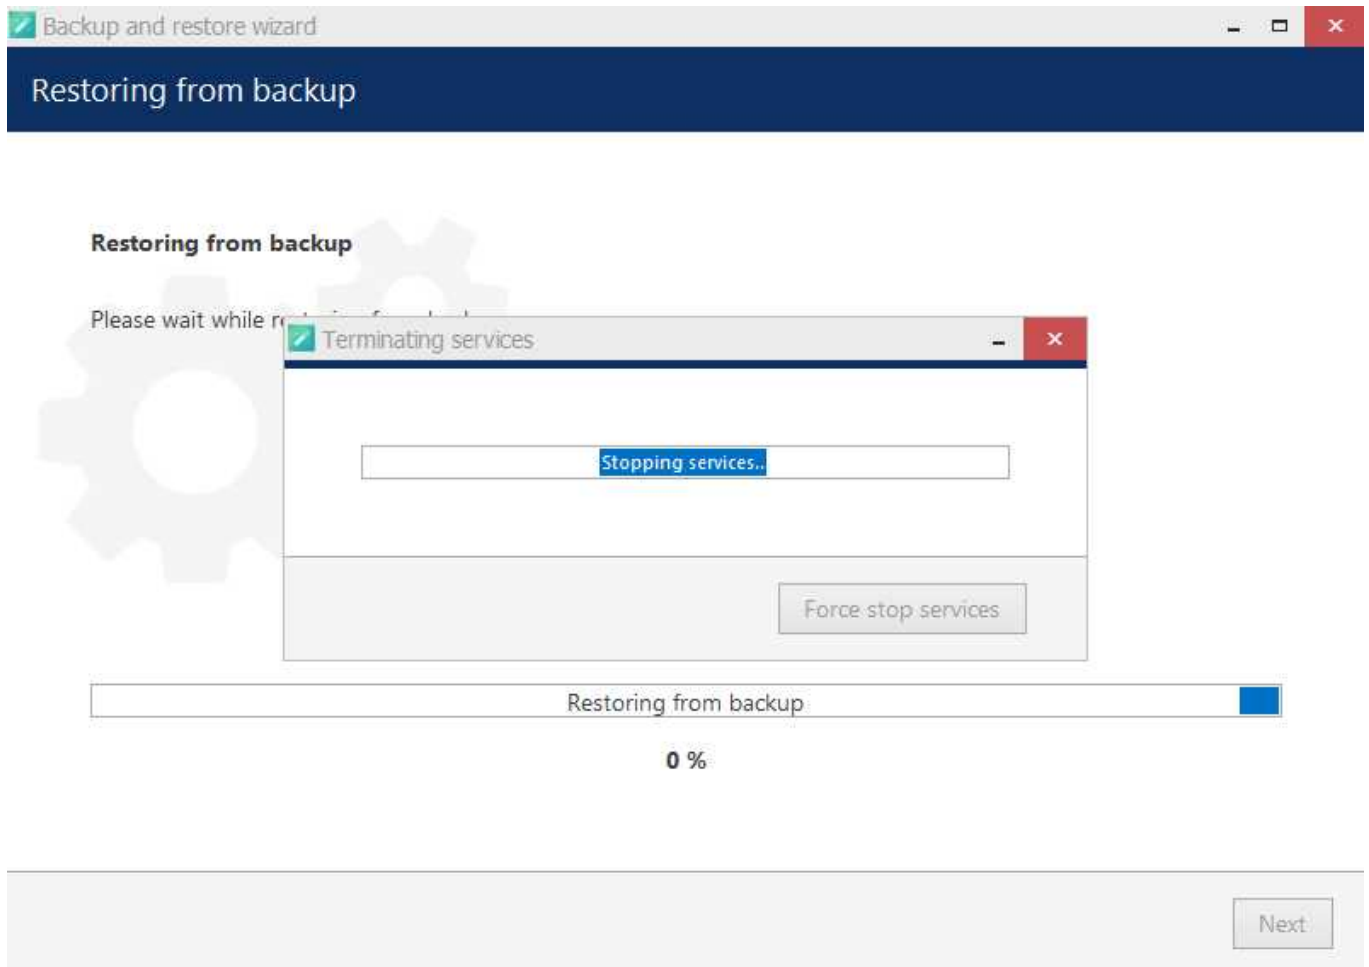 Backup and restore wizard
Restoring from backup
Restoring from backup
Please wait while
Terminating services
Stopping services..
Force stop services
Restoring from backup
0 %
Next